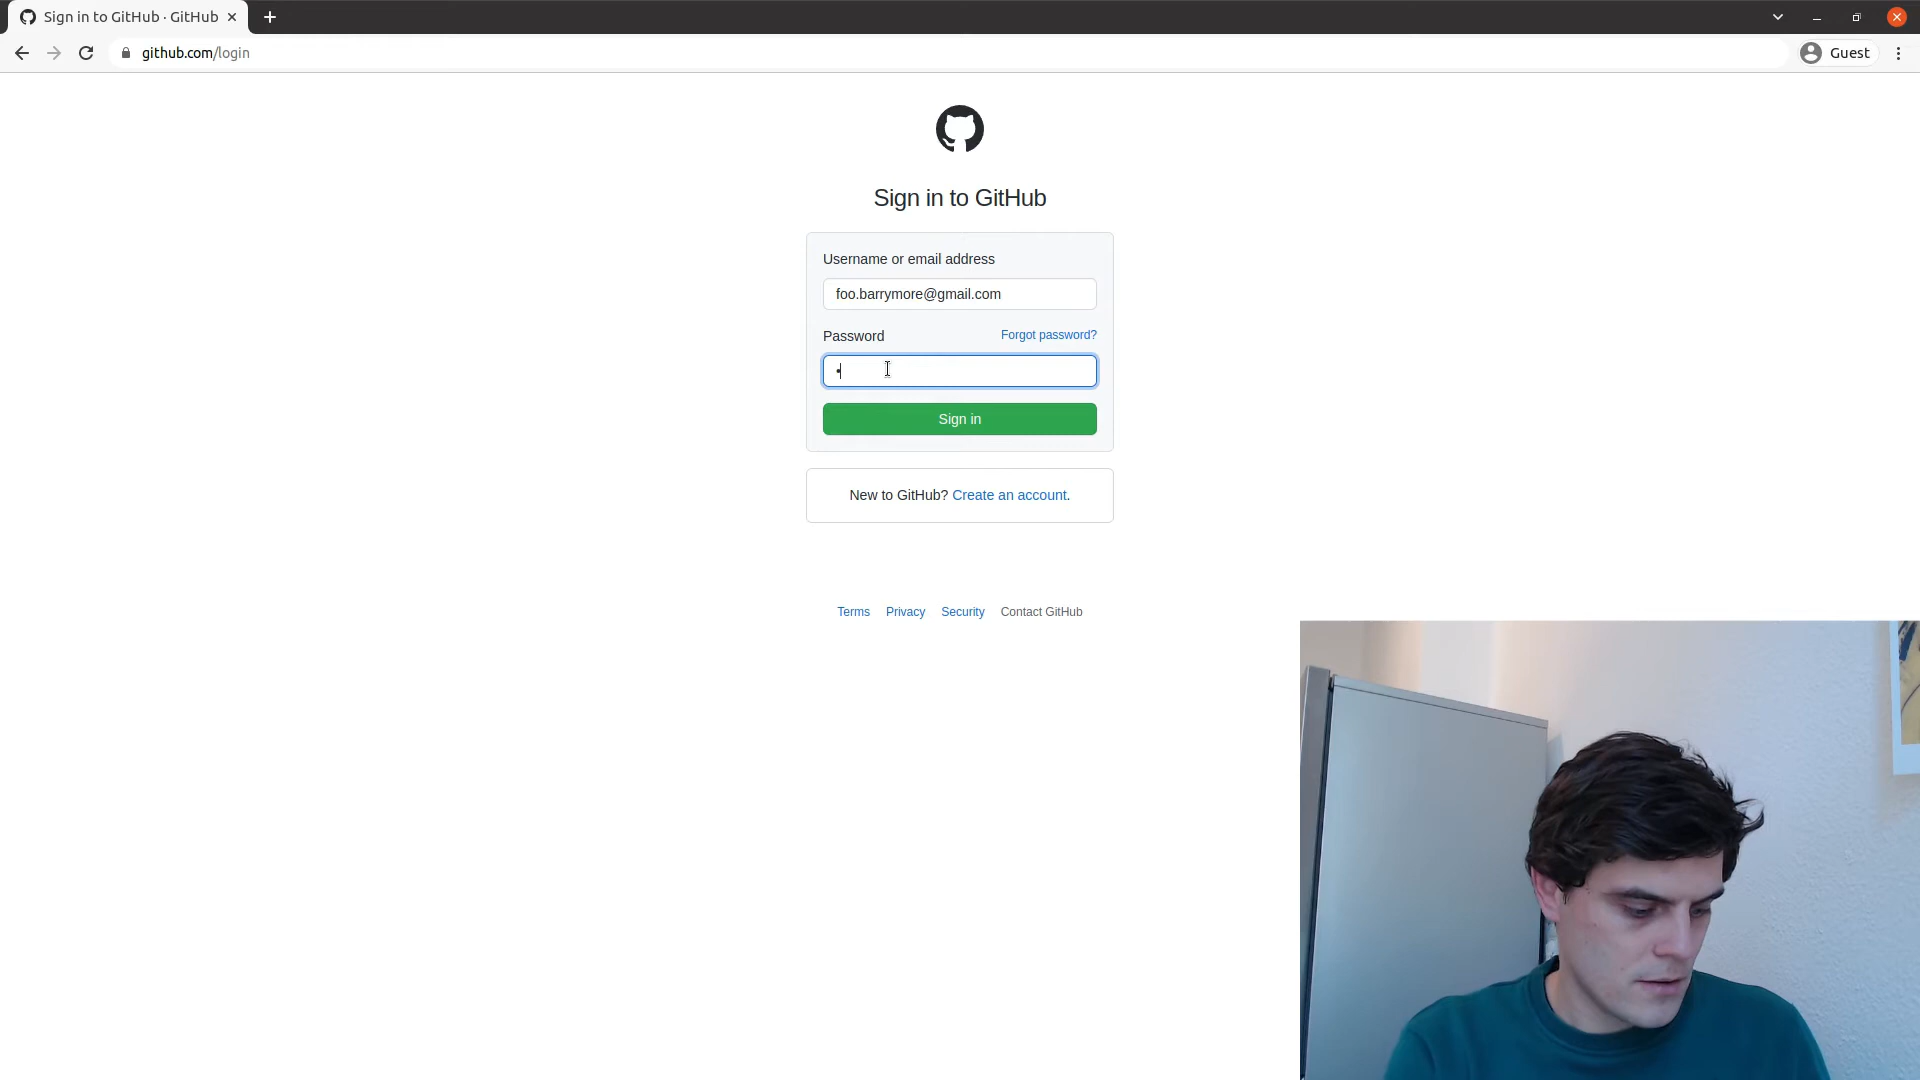 Sign in to GitHub · GitHub
github.com/login
Guest
Sign in to GitHub
Username or email address
foo.barrymore@gmail.com
Password Forgot password?
•
Sign in
New to GitHub? Create an account.
Terms Privacy Security Contact GitHub